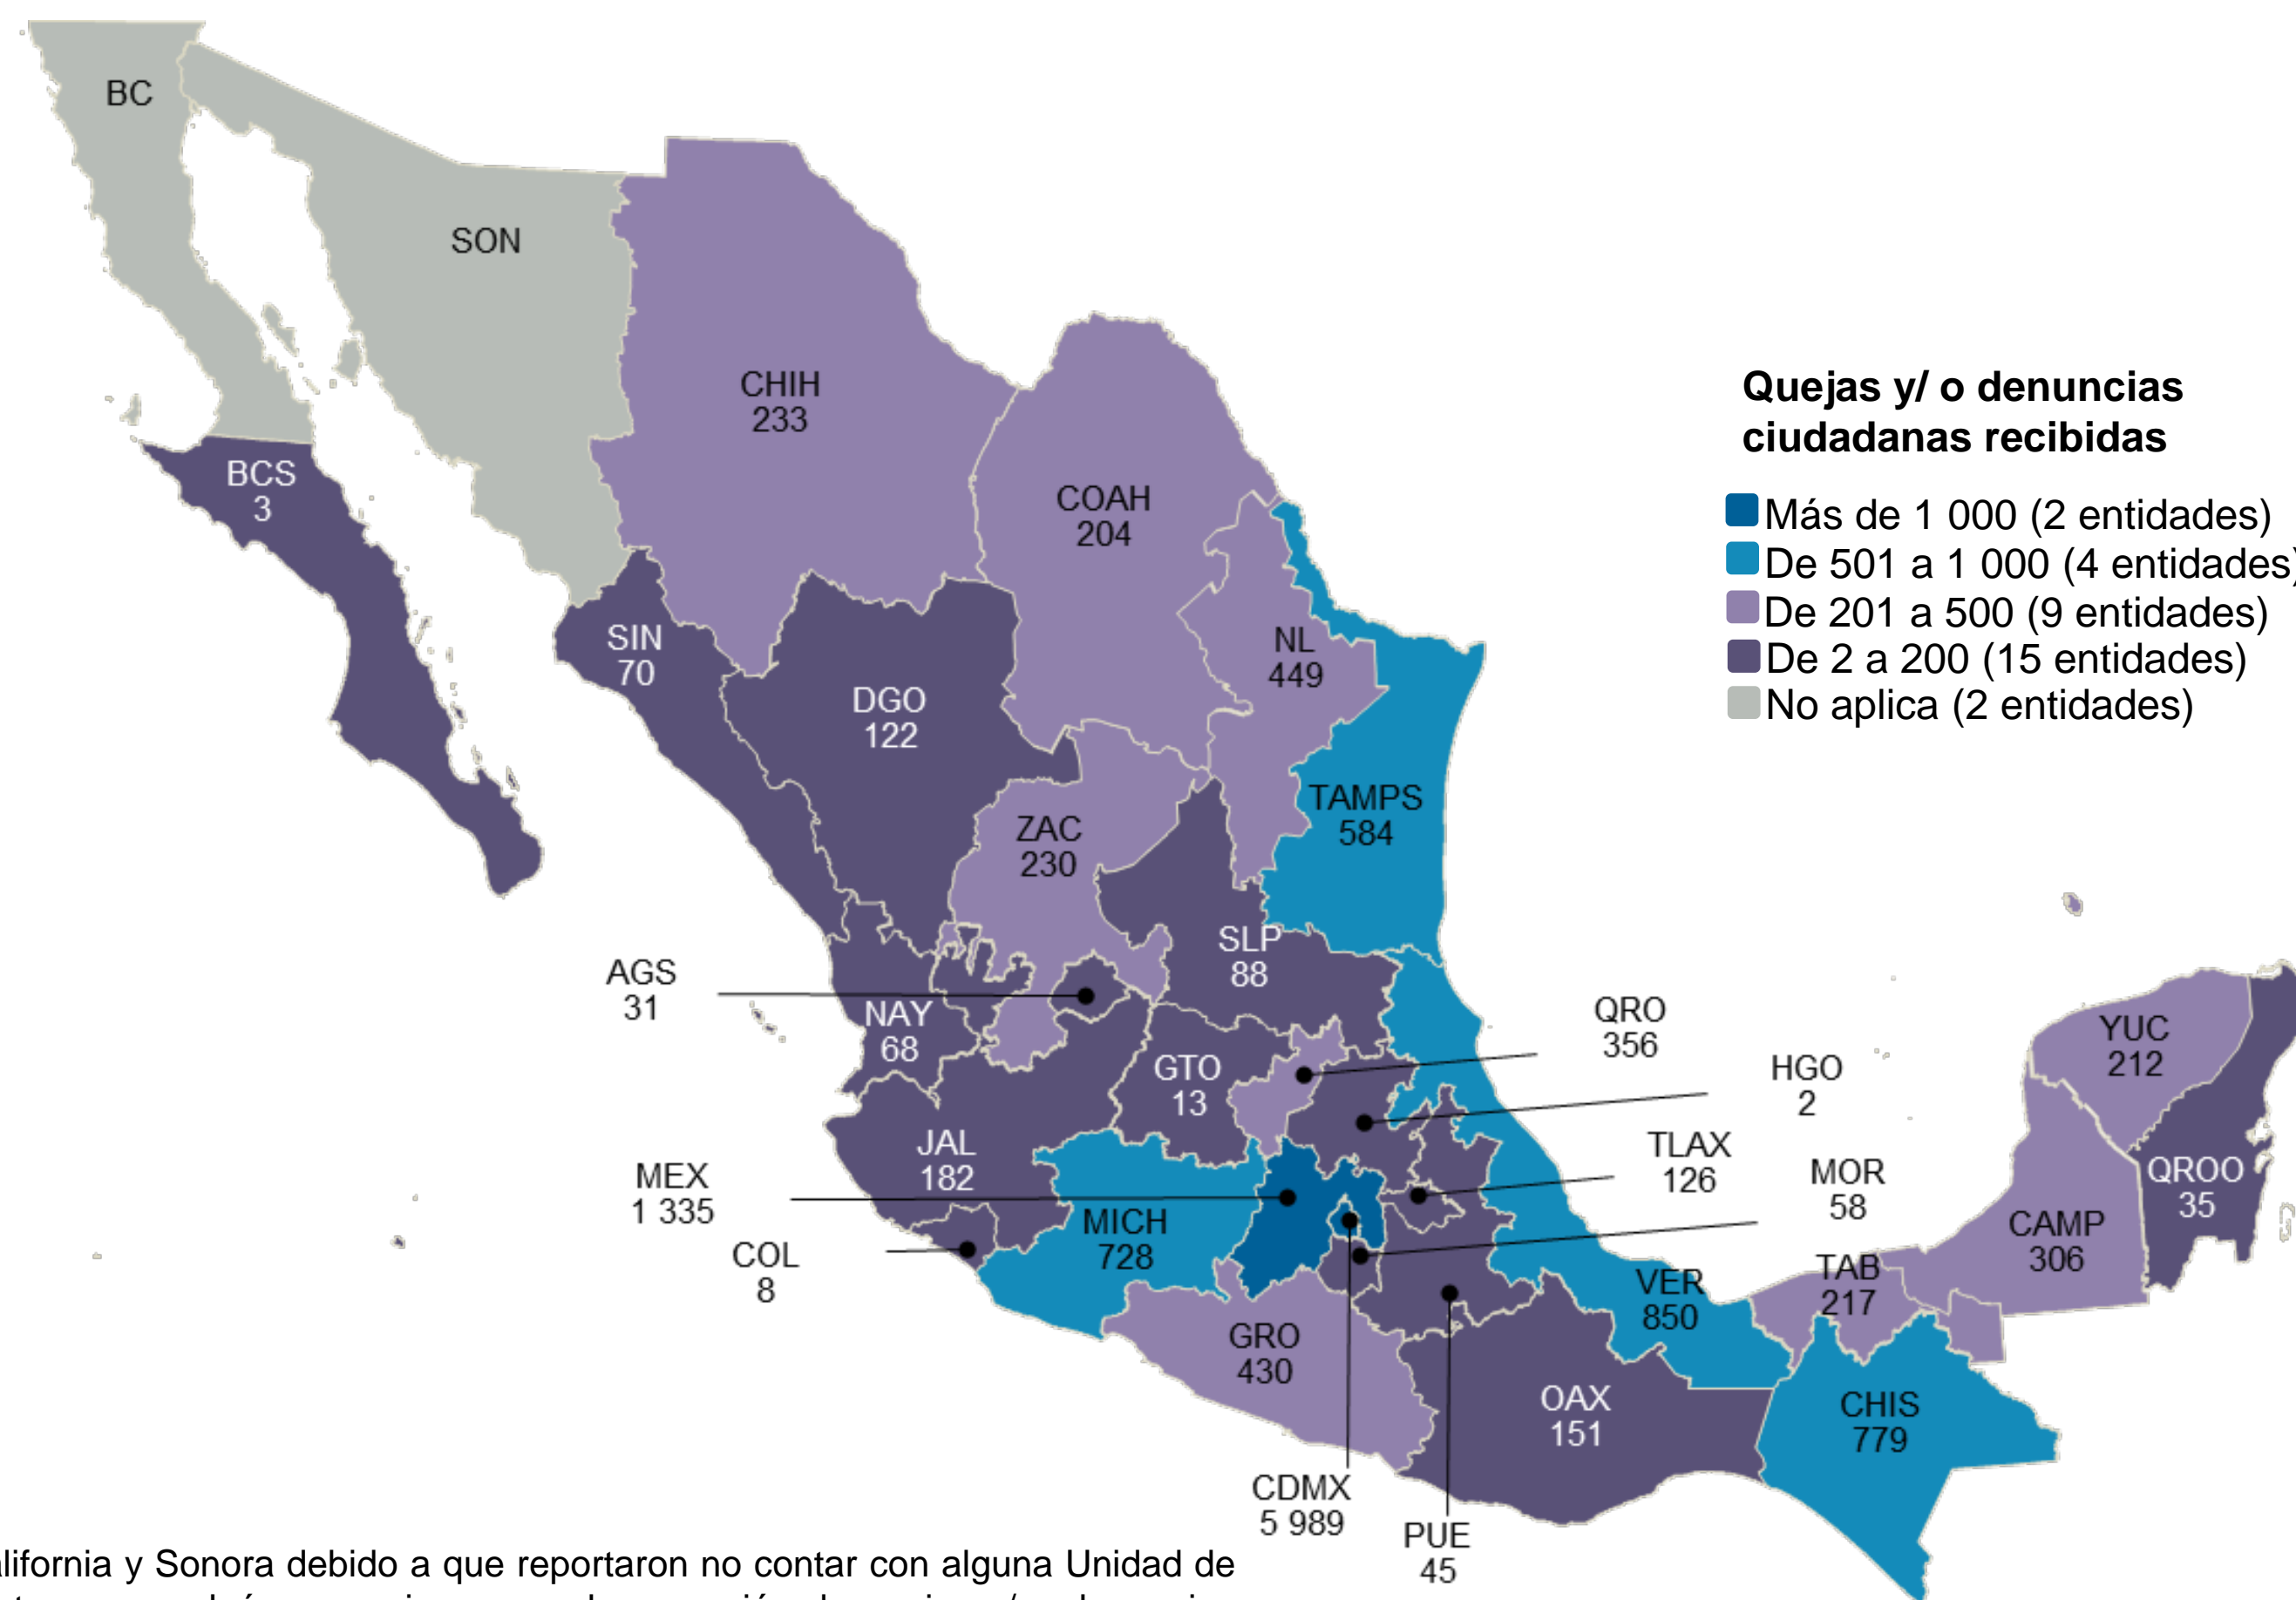 BC
SON
CHIH
233
BCS
3
COAH
204
SIN
70
DGO
122
NL
449
TAMPS
584
ZAC
230
SLP
88
AGS
31
NAY
68
QRO
356
GTO
13
HGO
2
YUC
212
JAL
182
TLAX
126
MOR
58
QROO
35
MEX
1 335
MICH
728
CAMP
306
COL
8
TAB
217
VER
850
GRO
430
OAX
151
CHIS
779
CDMX
5 989
PUE
45
Quejas y/ o denuncias
ciudadanas recibidas
Más de 1 000 (2 entidades)
De 501 a 1 000 (4 entidades)
De 201 a 500 (9 entidades)
De 2 a 200 (15 entidades)
No aplica (2 entidades)
alifornia y Sonora debido a que reportaron no contar con alguna Unidad de